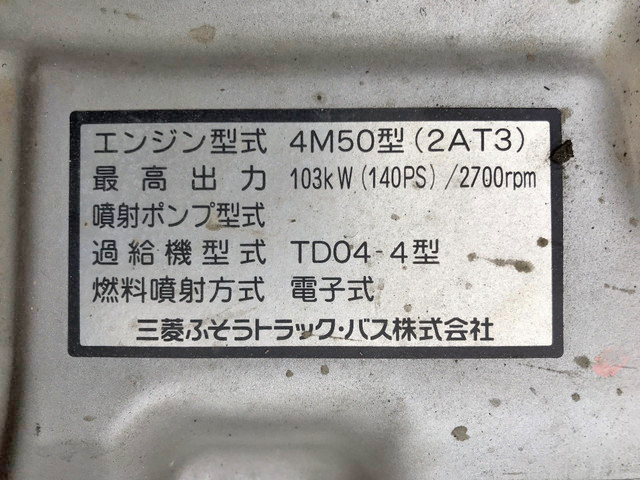 エンジン型式 4M50型(2AT3)
最高出力 103kW(140PS)/2700rpm
噴射ポンプ型式
過給機型式 TD04-4型
燃料噴射方式 電子式
三菱ふそうトラック・バス株式会社